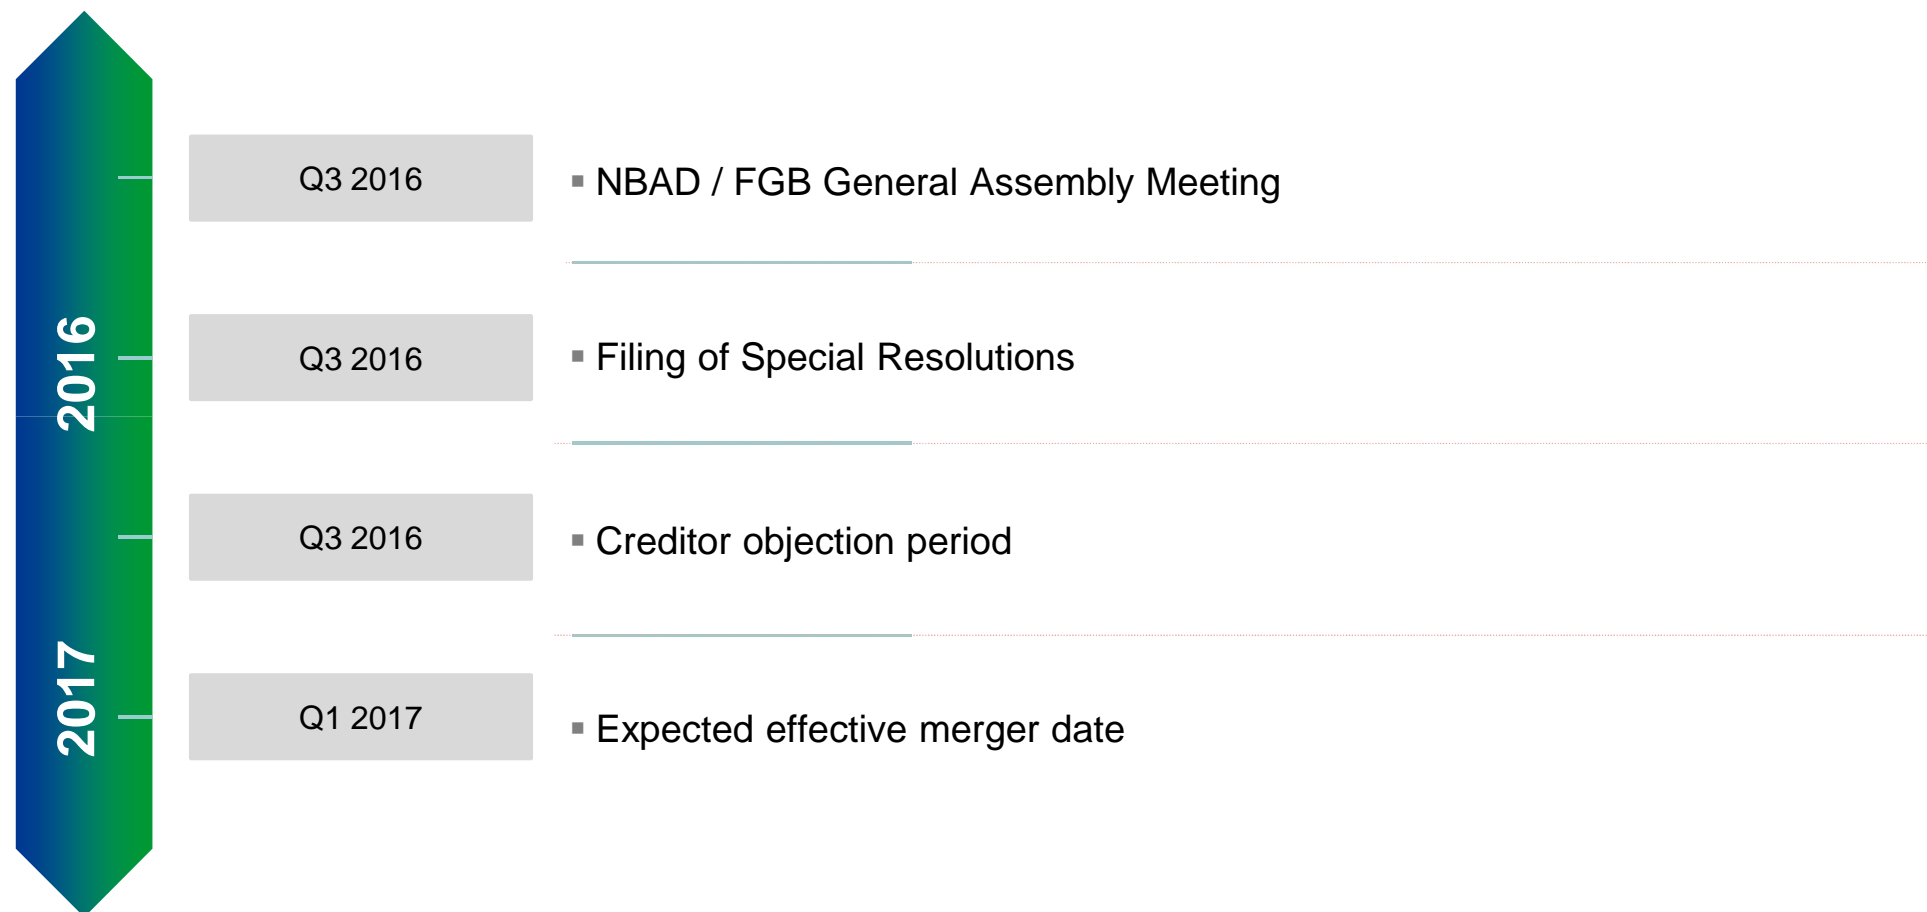 Q3 2016
▪ NBAD / FGB General Assembly Meeting
2016
Q3 2016
▪ Filing of Special Resolutions
Q3 2016
▪ Creditor objection period
2017
Q1 2017
▪ Expected effective merger date